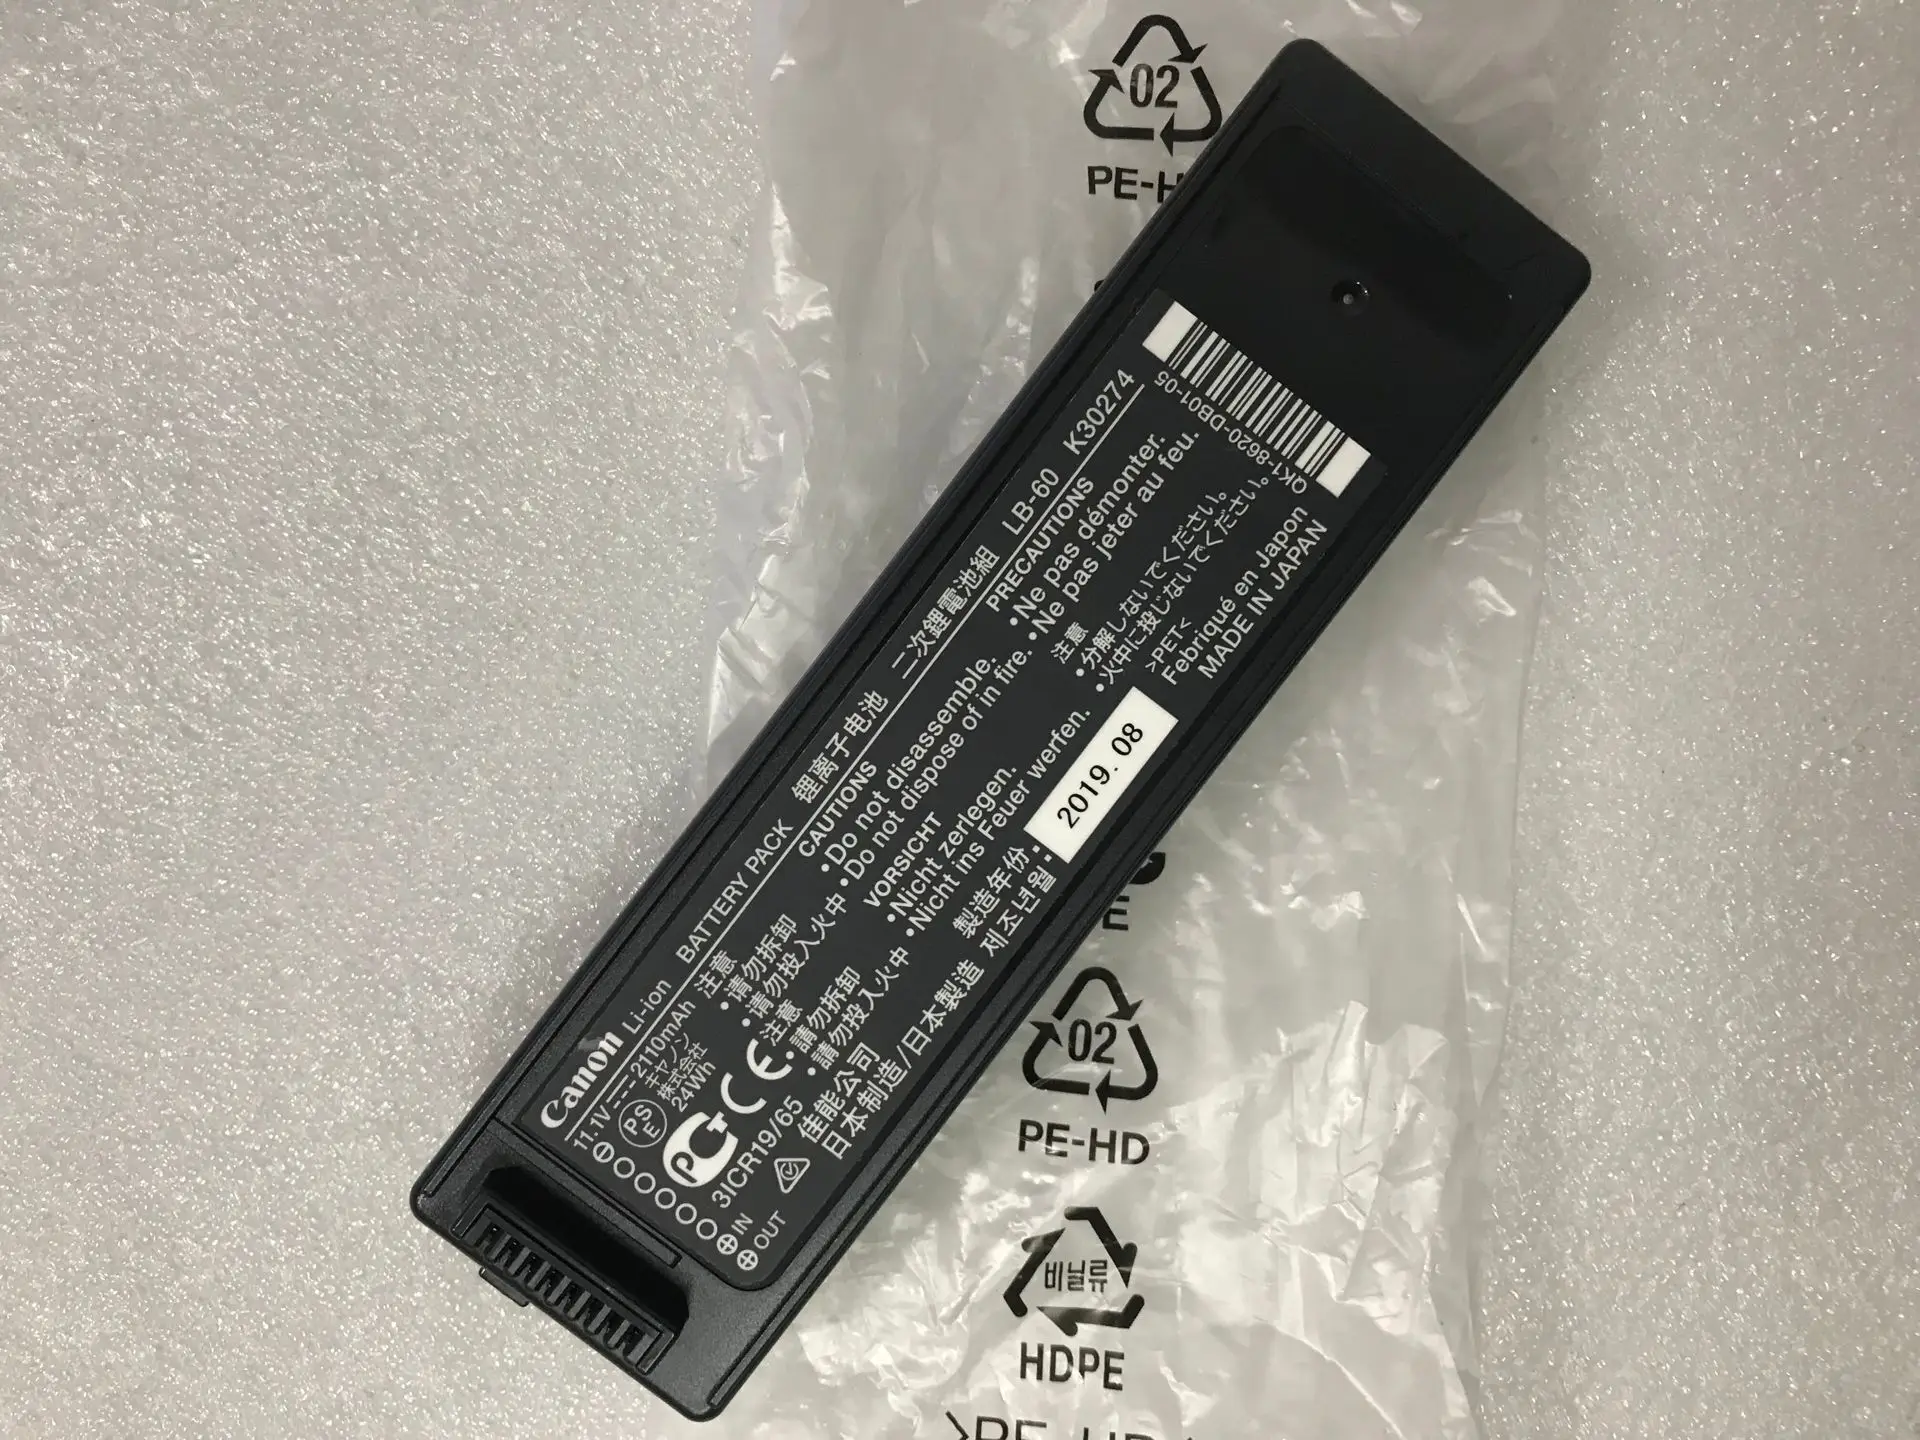 02
PE-H
Canon Li-ion BATTERY PACK 锂离子电池 二次鋰電池組 LB-60 K30274
11.1V 2110mAh
PSE
キヤノン
株式会社
24Wh
CE
3ICR19/65
IN
OUT
注意
•请勿拆卸
•请勿投入火中
注意
•請勿拆卸
•請勿投入火中
佳能公司
日本制造/日本製造
CAUTIONS
•Do not disassemble.
•Do not dispose of in fire.
VORSICHT
•Nicht zerlegen.
•Nicht ins Feuer werfen.
製造年份:
제조년월:
2019.08
PRECAUTIONS
•Ne pas démonter.
•Ne pas jeter au feu.
注意
•分解しないでください。
•火中に投じないでください。
>PET<
Febriqué en Japon
MADE IN JAPAN
QK1-8620-DB01-05
E
02
PE-HD
비닐류
HDPE
>PE-HD